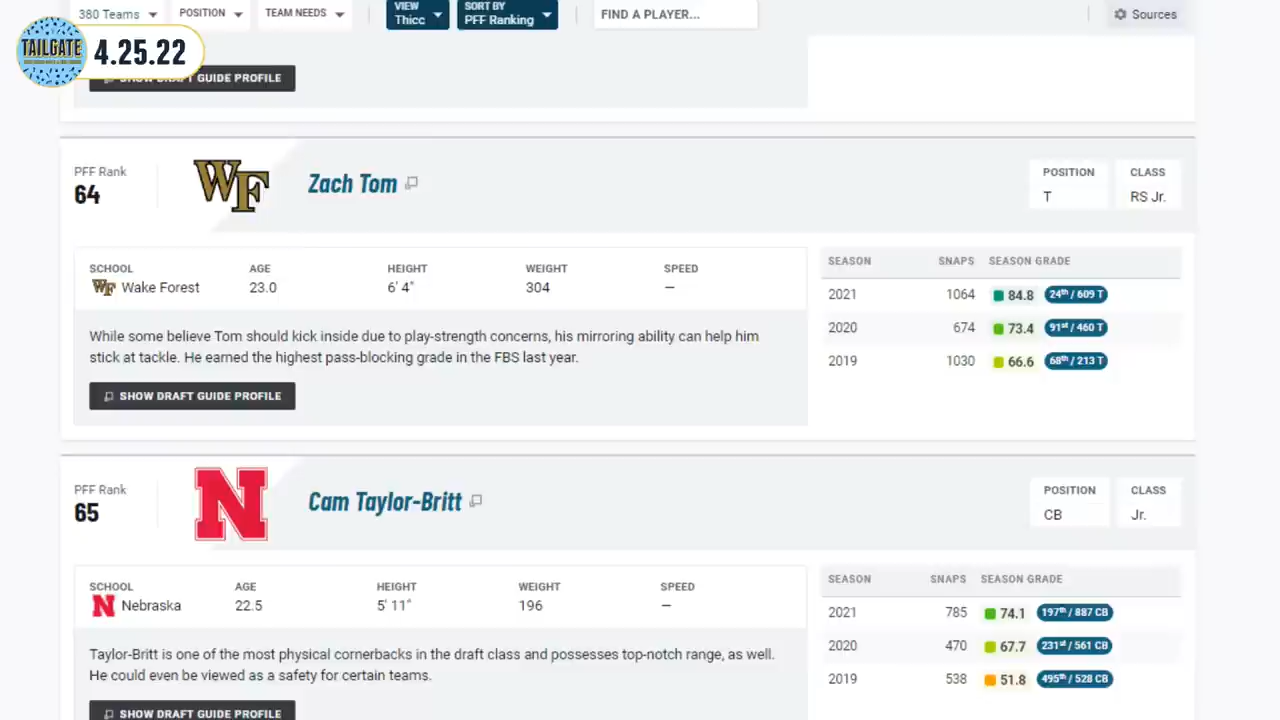 380 Teams
POSITION
TEAM NEEDS
VIEW
Thicc
SORT BY
PFF Ranking
FIND A PLAYER...
Sources
TAILGATE
4.25.22
SHOW DRAFT GUIDE PROFILE
PFF Rank
64
WF
Zach Tom
POSITION
T
CLASS
RS Jr.
SCHOOL AGE HEIGHT WEIGHT SPEED
WF Wake Forest 23.0 6' 4" 304 —
While some believe Tom should kick inside due to play-strength concerns, his mirroring ability can help him
stick at tackle. He earned the highest pass-blocking grade in the FBS last year.
SHOW DRAFT GUIDE PROFILE
SEASON SNAPS SEASON GRADE
2021 1064 84.8 24th / 609 T
2020 674 73.4 91st / 460 T
2019 1030 66.6 68th / 213 T
PFF Rank
65
N
Cam Taylor-Britt
POSITION
CB
CLASS
Jr.
SCHOOL AGE HEIGHT WEIGHT SPEED
N Nebraska 22.5 5' 11" 196 —
Taylor-Britt is one of the most physical cornerbacks in the draft class and possesses top-notch range, as well.
He could even be viewed as a safety for certain teams.
SHOW DRAFT GUIDE PROFILE
SEASON SNAPS SEASON GRADE
2021 785 74.1 197th / 887 CB
2020 470 67.7 231st / 561 CB
2019 538 51.8 495th / 528 CB